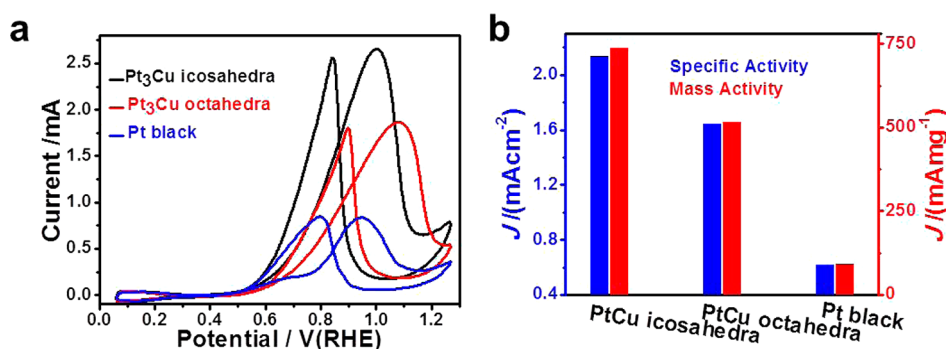 a
Current /mA
2.5
2.0
1.5
1.0
0.5
0.0
Pt₃Cu icosahedra
Pt₃Cu octahedra
Pt black
0.0 0.2 0.4 0.6 0.8 1.0 1.2
Potential / V(RHE)
b
J /(mAcm⁻²)
2.0
1.6
1.2
0.8
0.4
Specific Activity
Mass Activity
PtCu icosahedra
PtCu octahedra
Pt black
750
500
250
0
J /(mAmg⁻¹)